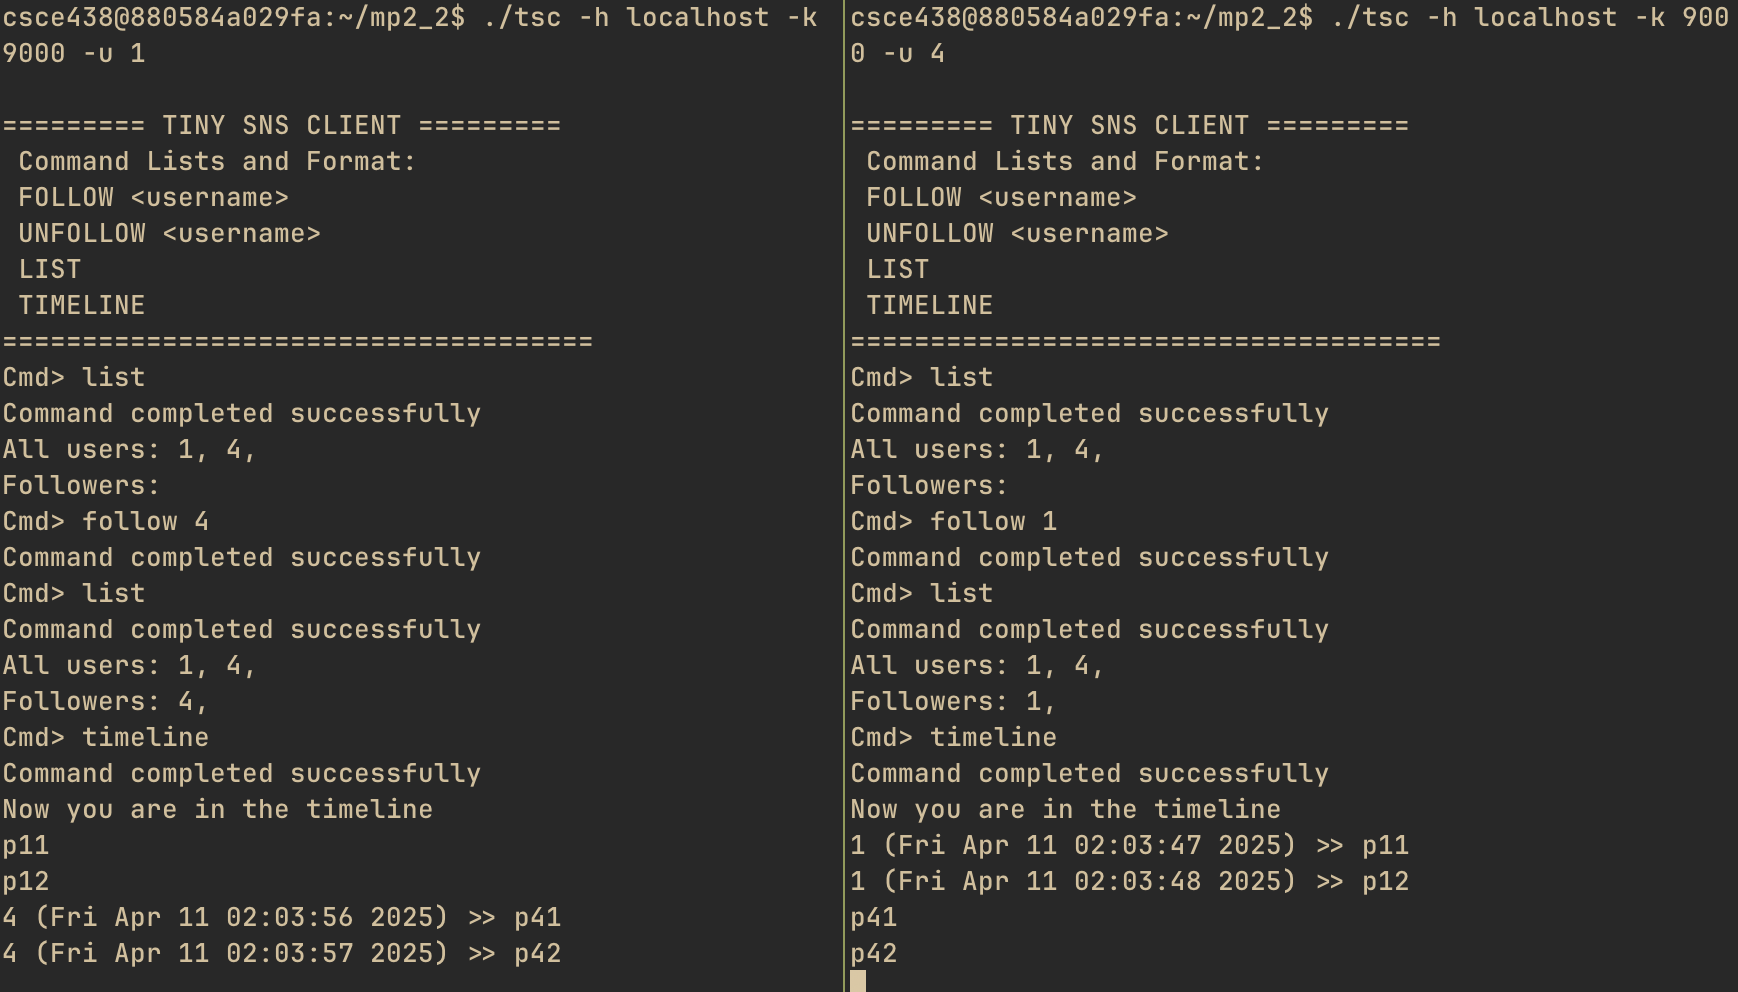 csce438@880584a029fa:~/mp2_2$ ./tsc -h localhost -k
9000 -u 1

========= TINY SNS CLIENT =========
 Command Lists and Format:
 FOLLOW <username>
 UNFOLLOW <username>
 LIST
 TIMELINE
=====================================
Cmd> list
Command completed successfully
All users: 1, 4,
Followers:
Cmd> follow 4
Command completed successfully
Cmd> list
Command completed successfully
All users: 1, 4,
Followers: 4,
Cmd> timeline
Command completed successfully
Now you are in the timeline
p11
p12
4 (Fri Apr 11 02:03:56 2025) >> p41
4 (Fri Apr 11 02:03:57 2025) >> p42
csce438@880584a029fa:~/mp2_2$ ./tsc -h localhost -k 900
0 -u 4

========= TINY SNS CLIENT =========
 Command Lists and Format:
 FOLLOW <username>
 UNFOLLOW <username>
 LIST
 TIMELINE
=====================================
Cmd> list
Command completed successfully
All users: 1, 4,
Followers:
Cmd> follow 1
Command completed successfully
Cmd> list
Command completed successfully
All users: 1, 4,
Followers: 1,
Cmd> timeline
Command completed successfully
Now you are in the timeline
1 (Fri Apr 11 02:03:47 2025) >> p11
1 (Fri Apr 11 02:03:48 2025) >> p12
p41
p42